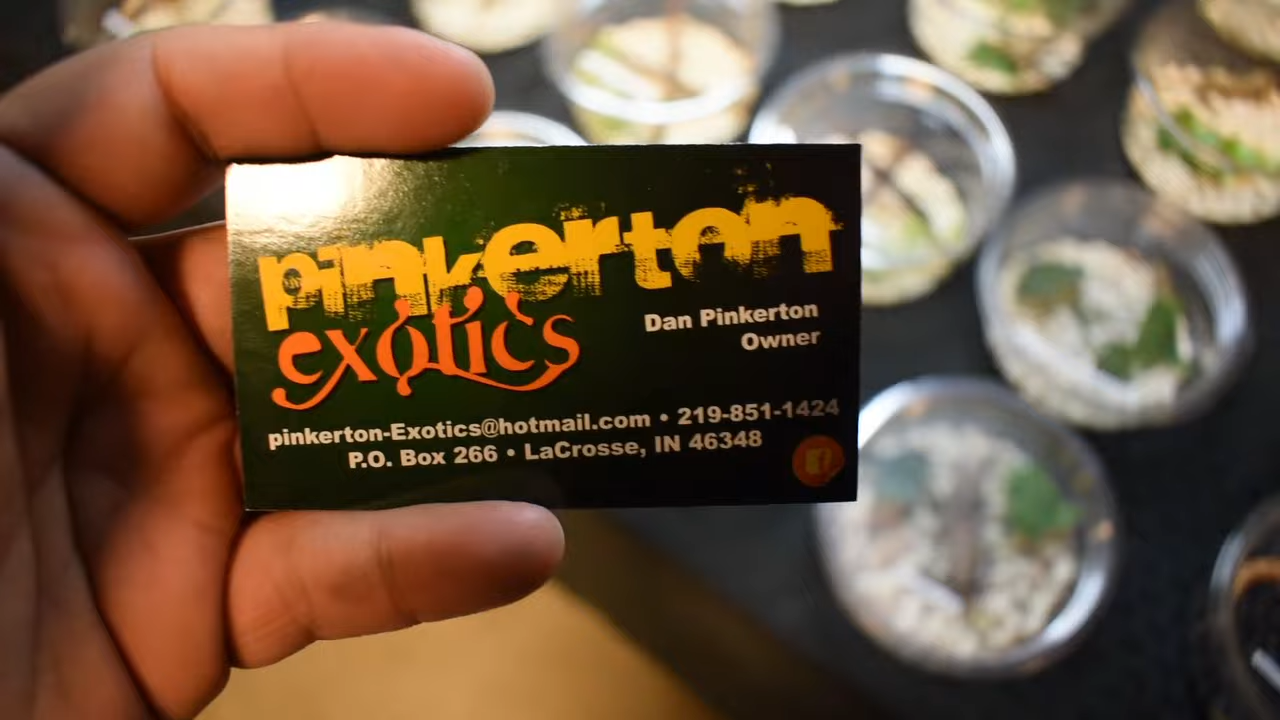 pinkerton
exotics
Dan Pinkerton
Owner
pinkerton-Exotics@hotmail.com • 219-851-1424
P.O. Box 266 • LaCrosse, IN 46348